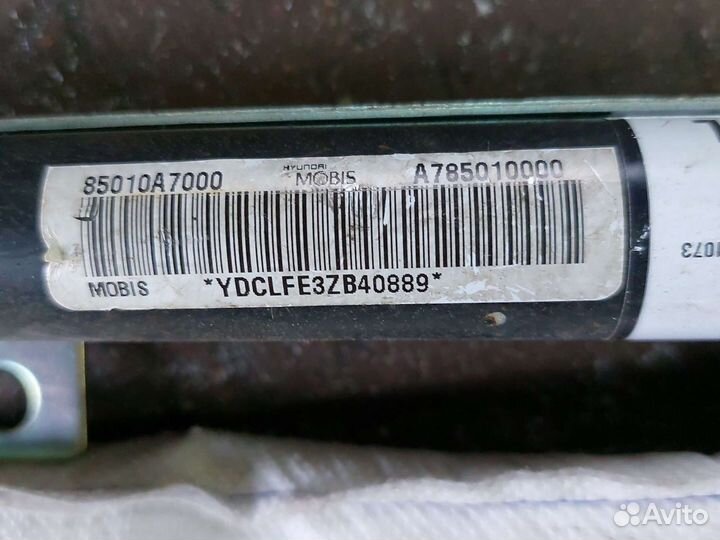 85010A7000
HYUNDAI
MOBIS
A785010000
MOBIS
*YDCLFE3ZB40889*
1073
Avito